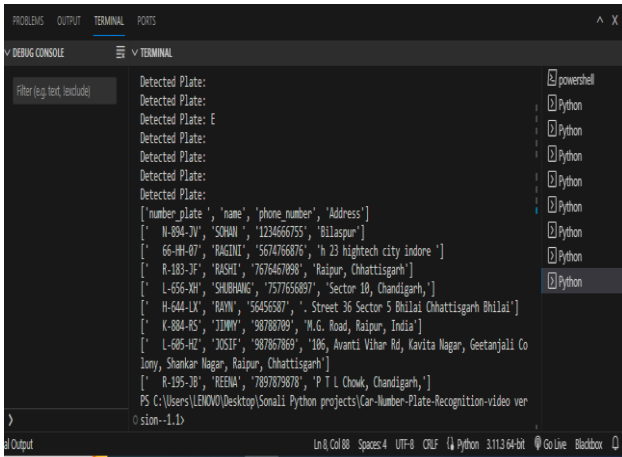 PROBLEMS OUTPUT TERMINAL PORTS
DEBUG CONSOLE
Filter (e.g. text, !exclude)
TERMINAL
Detected Plate:
Detected Plate:
Detected Plate: E
Detected Plate:
Detected Plate:
Detected Plate:
Detected Plate:
['number_plate ', 'name', 'phone_number', 'Address']
['   N-894-JV', 'SOHAN ', '1234666755', 'Bilaspur']
['   66-HH-07', 'RAGINI', '5674766876', 'h 23 hightech city indore ']
['   R-183-JF', 'RASHI', '7676467098', 'Raipur, Chhattisgarh']
['   L-656-XH', 'SHUBHANG', '7577656897', 'Sector 10, Chandigarh,']
['   H-644-LX', 'RAYN', '56456587', '. Street 36 Sector 5 Bhilai Chhattisgarh Bhilai']
['   K-884-RS', 'JIMMY', '98788709', 'M.G. Road, Raipur, India']
['   L-605-HZ', 'JOSIF', '987867869', '106, Avanti Vihar Rd, Kavita Nagar, Geetanjali Co
lony, Shankar Nagar, Raipur, Chhattisgarh']
['   R-195-JB', 'REENA', '7897879878', 'P T L Chowk, Chandigarh,']
PS C:\Users\LENOVO\Desktop\Sonali Python projects\Car-Number-Plate-Recognition-video ver
sion--1.1>
powershell
Python
Python
Python
Python
Python
Python
Python
Python
al Output
Ln 8, Col 88 Spaces: 4 UTF-8 CRLF Python 3.11.3 64-bit Go Live Blackbox